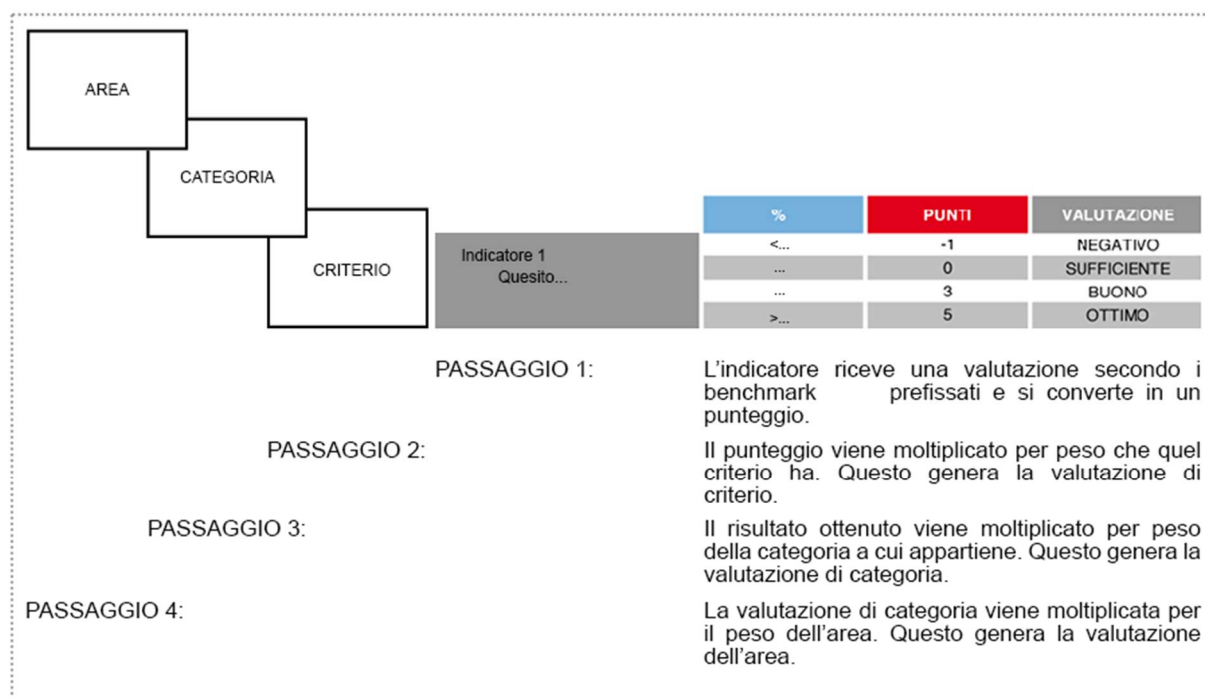 AREA
CATEGORIA
CRITERIO
Indicatore 1
Quesito...
% PUNTI VALUTAZIONE
<... -1 NEGATIVO
... 0 SUFFICIENTE
... 3 BUONO
>... 5 OTTIMO
PASSAGGIO 1:
L'indicatore riceve una valutazione secondo i
benchmark prefissati e si converte in un
punteggio.
PASSAGGIO 2:
Il punteggio viene moltiplicato per peso che quel
criterio ha. Questo genera la valutazione di
criterio.
PASSAGGIO 3:
Il risultato ottenuto viene moltiplicato per peso
della categoria a cui appartiene. Questo genera la
valutazione di categoria.
PASSAGGIO 4:
La valutazione di categoria viene moltiplicata per
il peso dell'area. Questo genera la valutazione
dell'area.